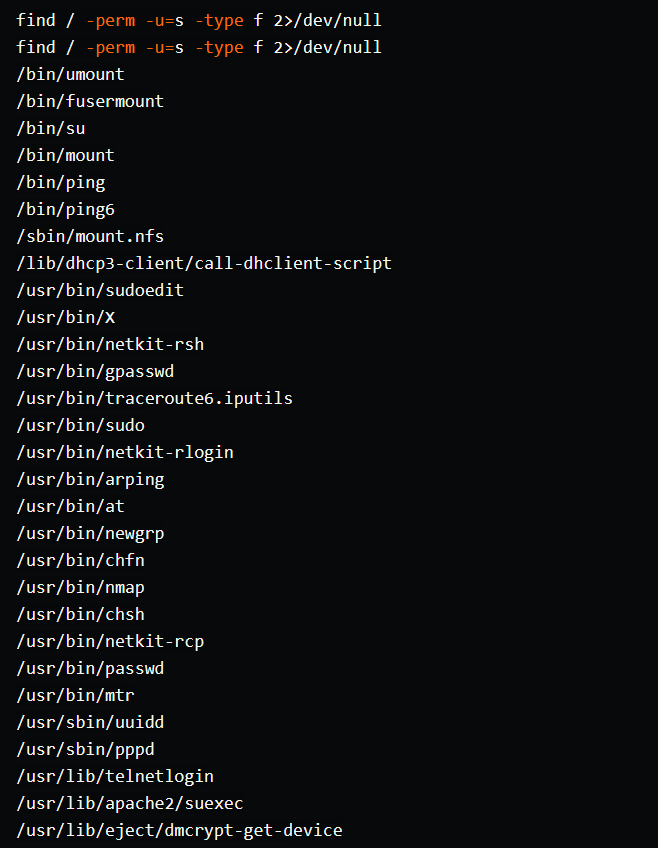 find / -perm -u=s -type f 2>/dev/null
find / -perm -u=s -type f 2>/dev/null
/bin/umount
/bin/fusermount
/bin/su
/bin/mount
/bin/ping
/bin/ping6
/sbin/mount.nfs
/lib/dhcp3-client/call-dhclient-script
/usr/bin/sudoedit
/usr/bin/X
/usr/bin/netkit-rsh
/usr/bin/gpasswd
/usr/bin/traceroute6.iputils
/usr/bin/sudo
/usr/bin/netkit-rlogin
/usr/bin/arping
/usr/bin/at
/usr/bin/newgrp
/usr/bin/chfn
/usr/bin/nmap
/usr/bin/chsh
/usr/bin/netkit-rcp
/usr/bin/passwd
/usr/bin/mtr
/usr/sbin/uuidd
/usr/sbin/pppd
/usr/lib/telnetlogin
/usr/lib/apache2/suexec
/usr/lib/eject/dmcrypt-get-device